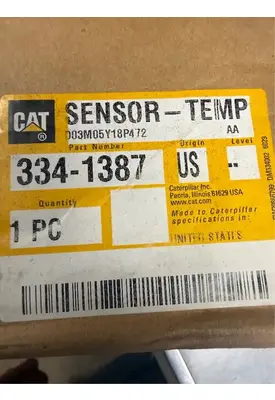 CAT®
SENSOR-TEMP
D03M05Y18P472
AA
Part Number
Origin
Level
334-1387
US
--
Quantity
1 PC
Caterpillar Inc.
Peoria, Illinois 61629 USA
www.cat.com
Made to Caterpillar
specifications in
UNITED STATES